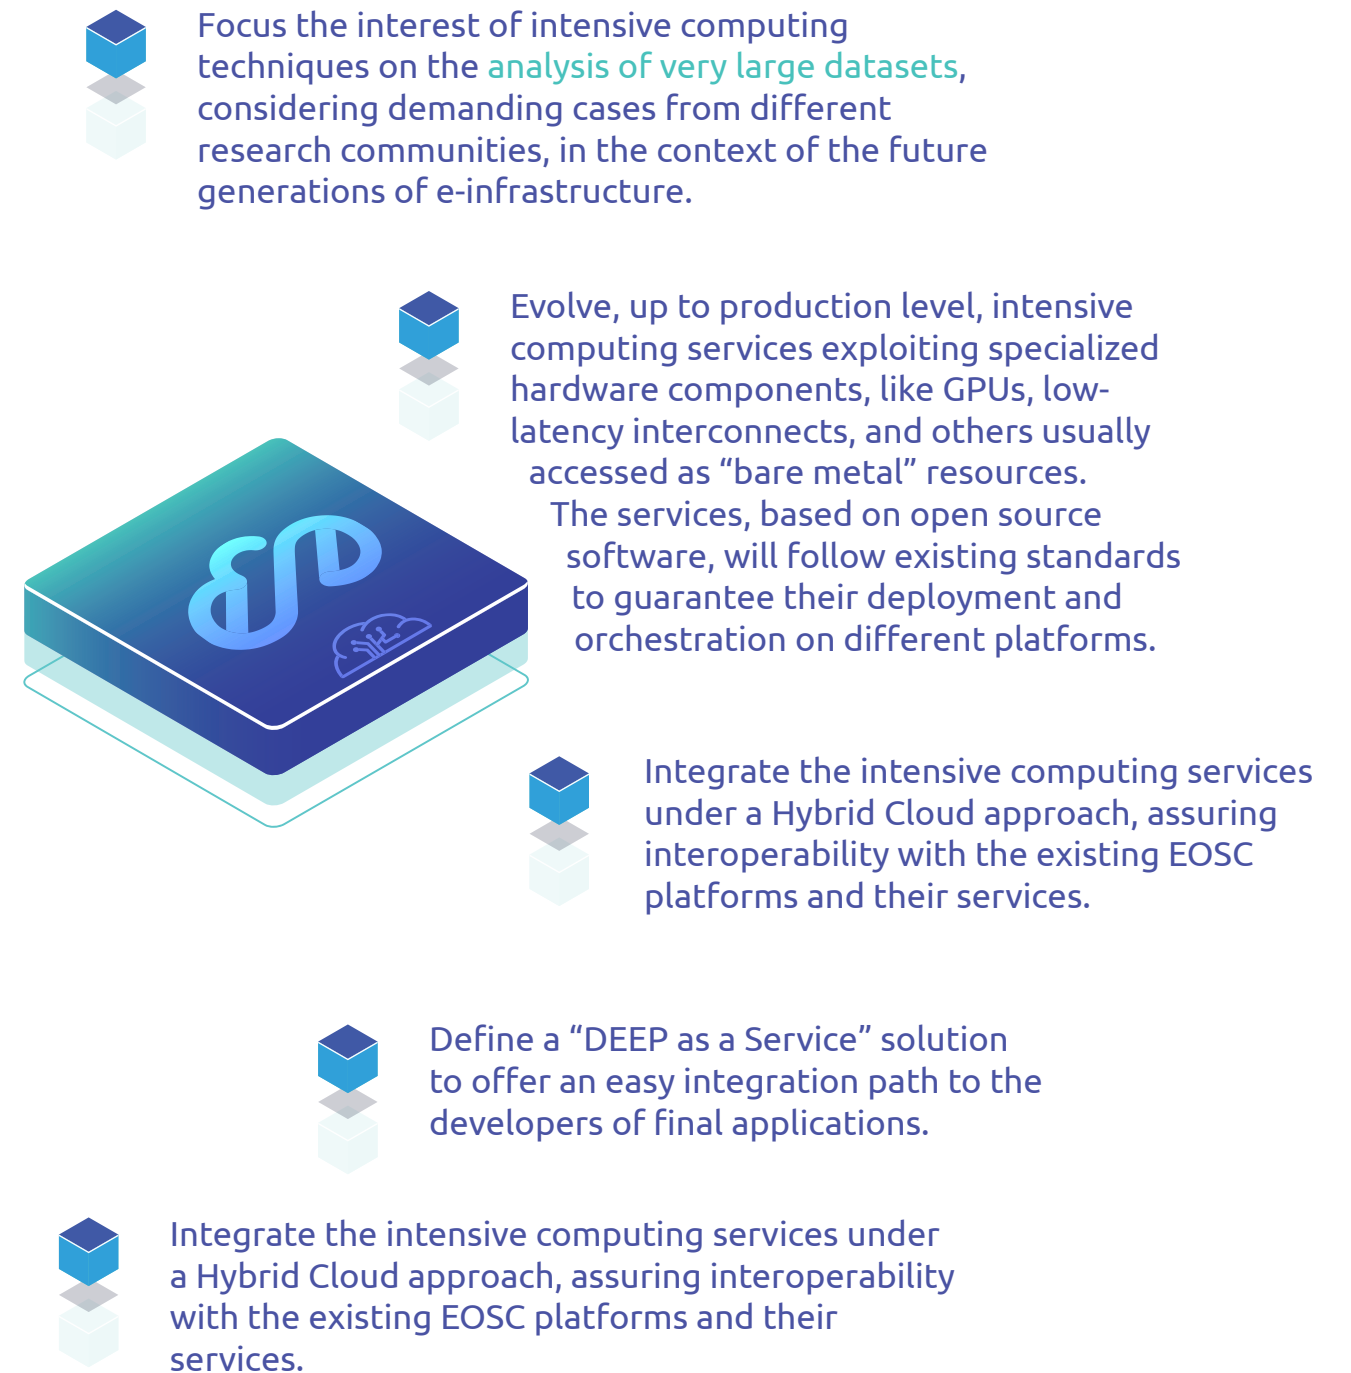 Focus the interest of intensive computing
techniques on the analysis of very large datasets,
considering demanding cases from different
research communities, in the context of the future
generations of e-infrastructure.
Evolve, up to production level, intensive
computing services exploiting specialized
hardware components, like GPUs, low-
latency interconnects, and others usually
accessed as “bare metal” resources.
The services, based on open source
software, will follow existing standards
to guarantee their deployment and
orchestration on different platforms.
Integrate the intensive computing services
under a Hybrid Cloud approach, assuring
interoperability with the existing EOSC
platforms and their services.
Define a “DEEP as a Service” solution
to offer an easy integration path to the
developers of final applications.
Integrate the intensive computing services under
a Hybrid Cloud approach, assuring interoperability
with the existing EOSC platforms and their
services.